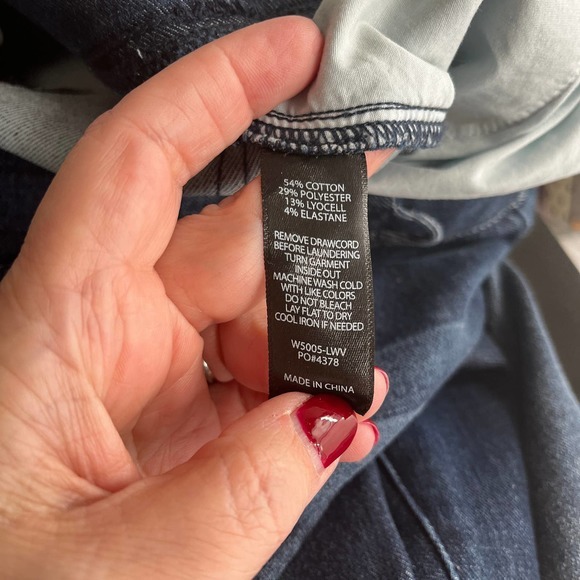 54% COTTON
29% POLYESTER
13% LYOCELL
4% ELASTANE
REMOVE DRAWCORD
BEFORE LAUNDERING
TURN GARMENT
INSIDE OUT
MACHINE WASH COLD
WITH LIKE COLORS
DO NOT BLEACH
LAY FLAT TO DRY
COOL IRON IF NEEDED
W5005-LWV
PO#4378
MADE IN CHINA